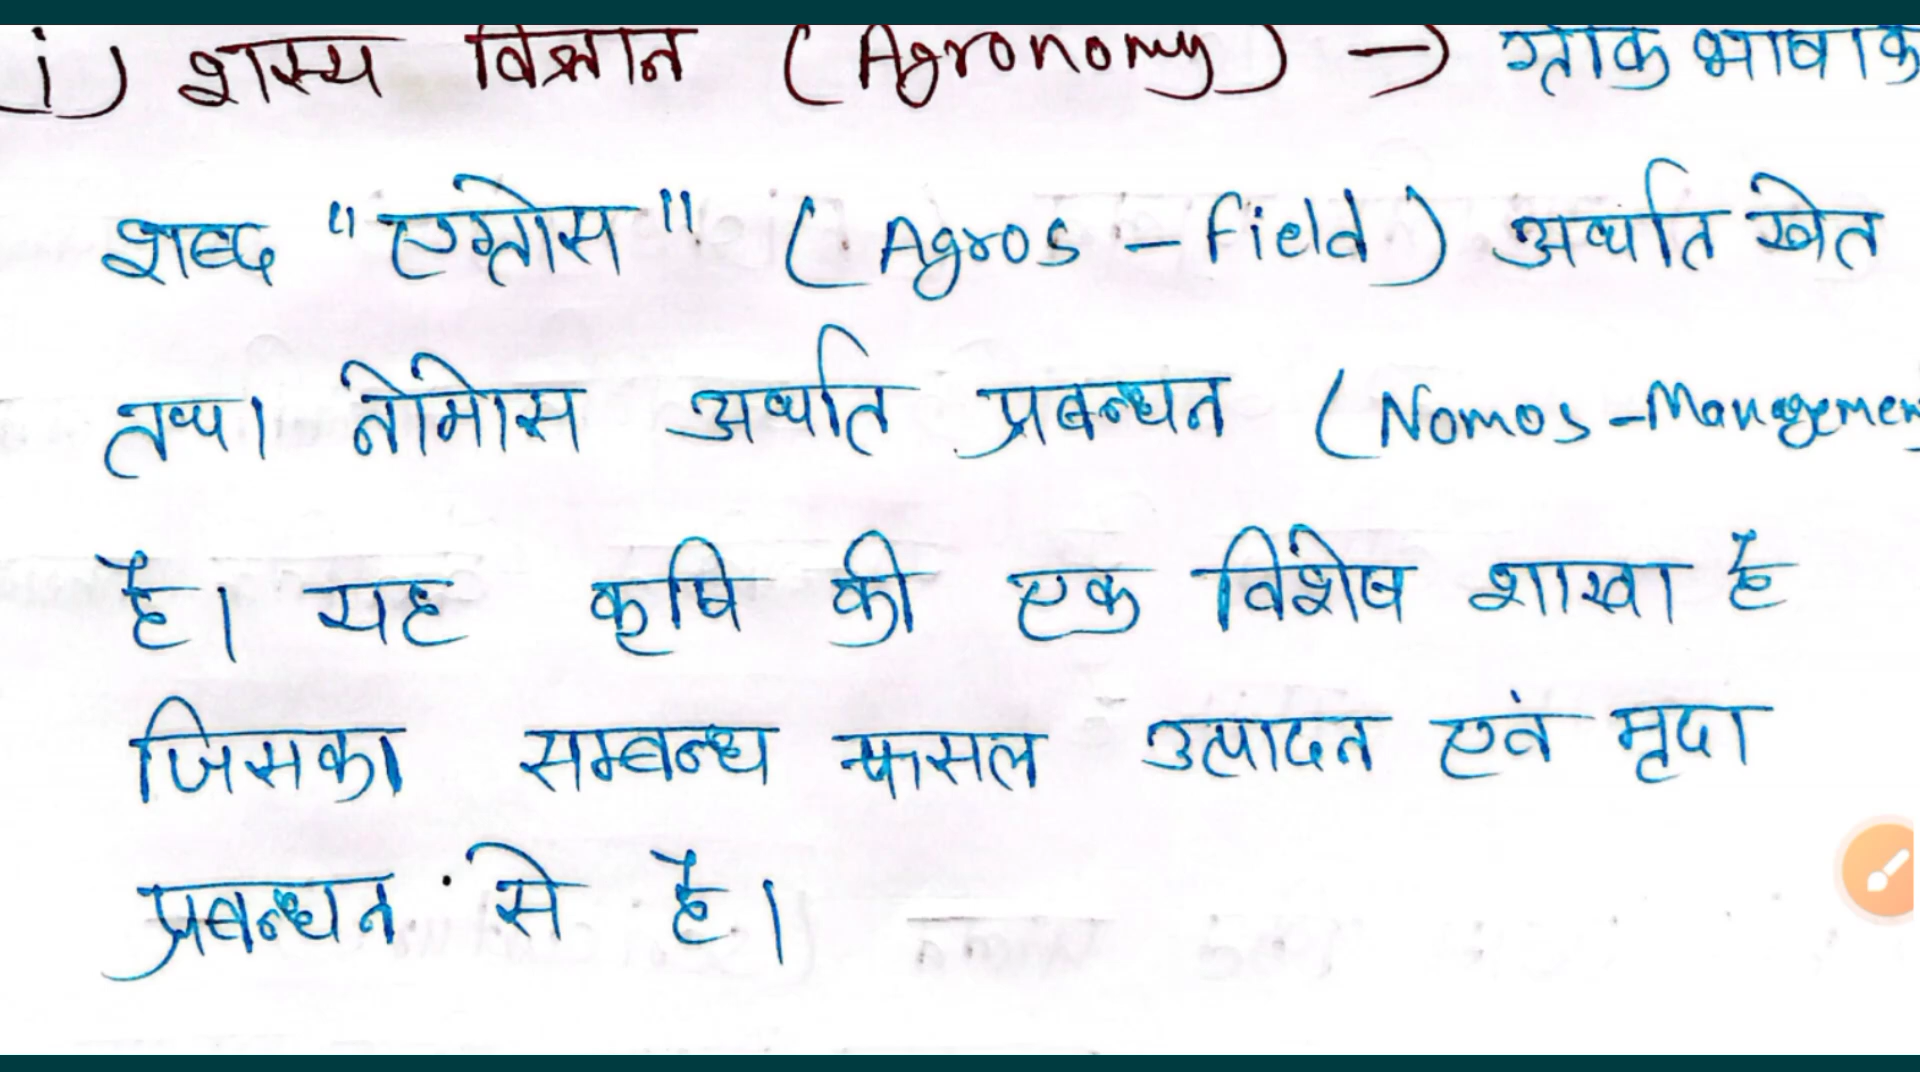 i) शस्य विज्ञान (Agronomy) → ग्रीक भाषा के
शब्द "एग्रोस" (Agros - Field) अर्थात खेत
तथा नोमोस अर्थात प्रबन्धन (Nomos - Managemen
है। यह कृषि की एक विशेष शाखा है
जिसका सम्बन्ध फसल उत्पादन एवं मृदा
प्रबन्धन से है।